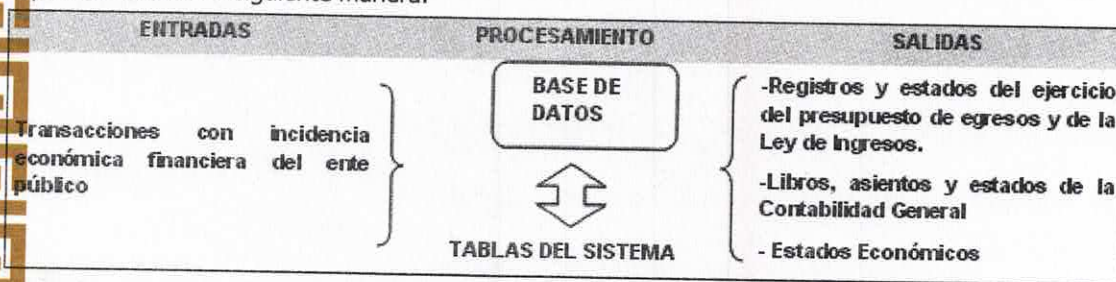 siguiente manera:
ENTRADAS
PROCESAMIENTO
SALIDAS
Transacciones con incidencia
económica financiera del ente
público
BASE DE
DATOS
TABLAS DEL SISTEMA
-Registros y estados del ejercicio
del presupuesto de egresos y de la
Ley de Ingresos.
-Libros, asientos y estados de la
Contabilidad General
- Estados Económicos